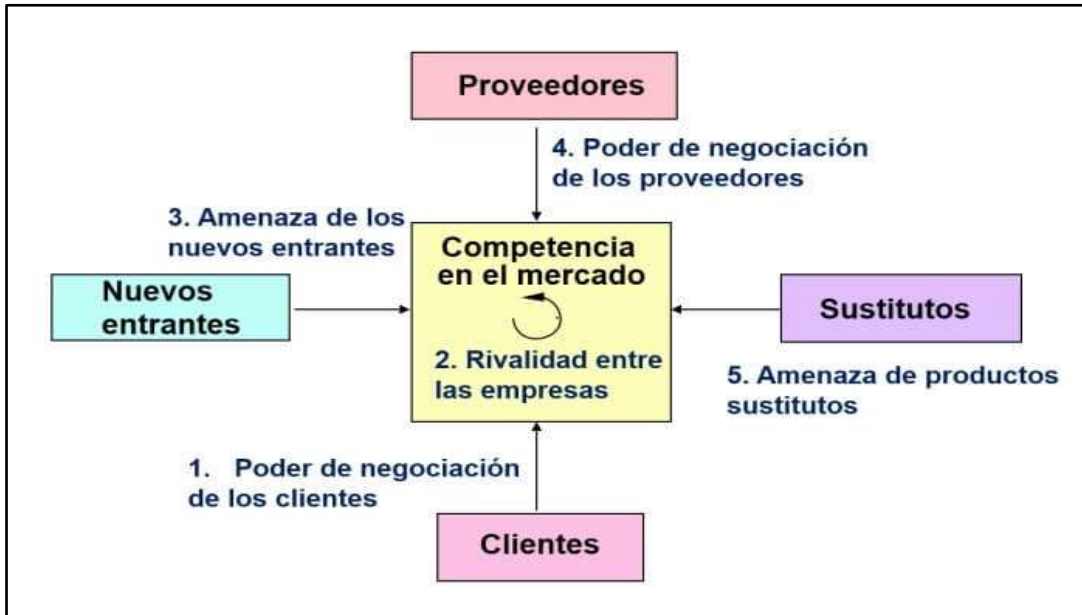 Proveedores
4. Poder de negociación
de los proveedores
3. Amenaza de los
nuevos entrantes
Competencia
en el mercado
Nuevos
entrantes
Sustitutos
2. Rivalidad entre
las empresas
5. Amenaza de productos
sustitutos
1. Poder de negociación
de los clientes
Clientes